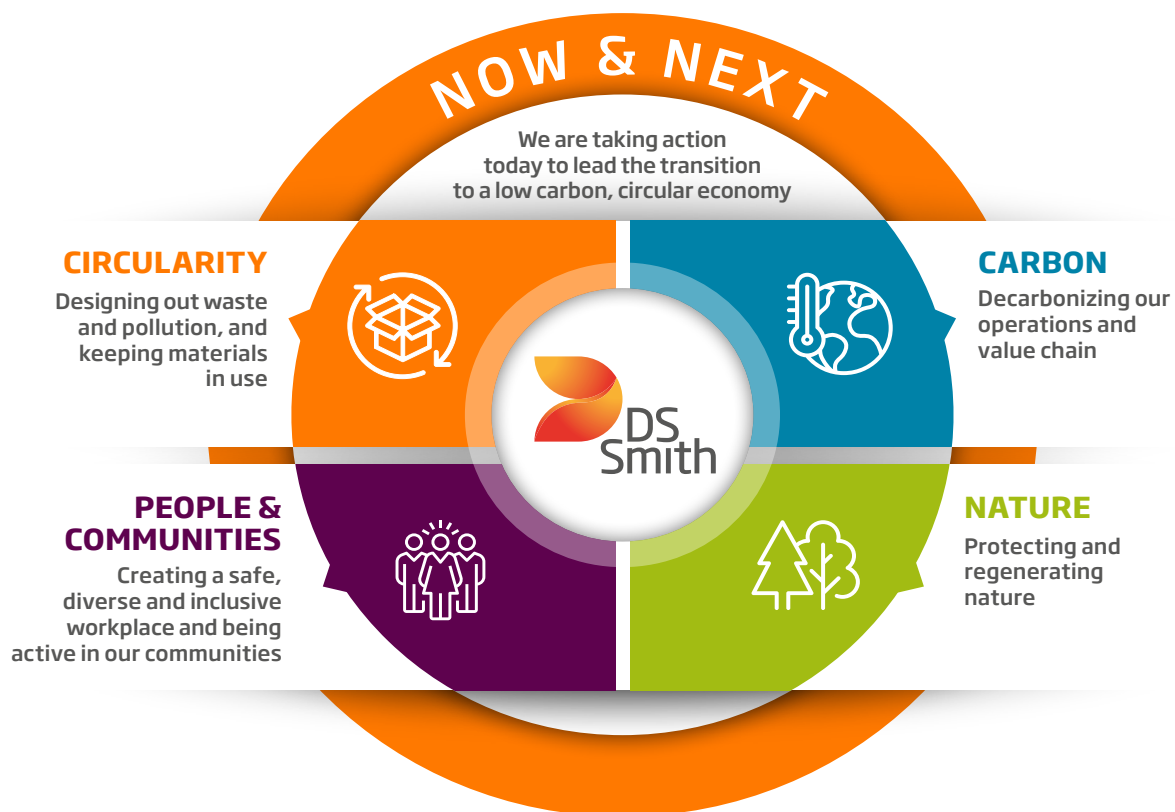 NOW & NEXT
We are taking action
today to lead the transition
to a low carbon, circular economy
CIRCULARITY
Designing out waste
and pollution, and
keeping materials
in use
CARBON
Decarbonizing our
operations and
value chain
DS
Smith
PEOPLE &
COMMUNITIES
Creating a safe,
diverse and inclusive
workplace and being
active in our communities
NATURE
Protecting and
regenerating
nature